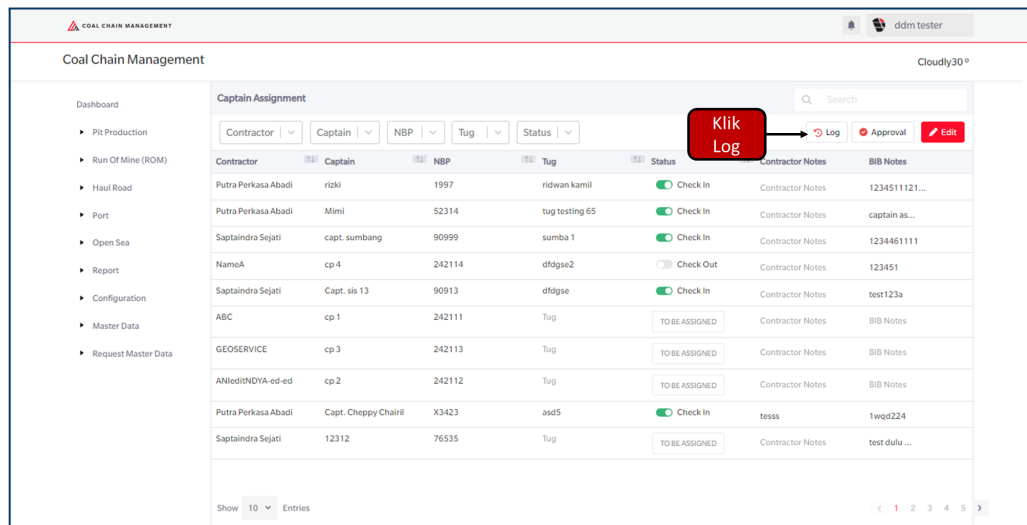 COAL CHAIN MANAGEMENT
ddm tester
Coal Chain Management
Cloudly30 º
Dashboard
Pit Production
Run Of Mine (ROM)
Haul Road
Port
Open Sea
Report
Configuration
Master Data
Request Master Data
Captain Assignment
Search
Contractor Captain NBP Tug Status
Klik
Log
Log Approval Edit
Contractor Captain NBP Tug Status Contractor Notes BIB Notes
Putra Perkasa Abadi rizki 1997 ridwan kamil Check In Contractor Notes 1234511121...
Putra Perkasa Abadi Mimi 52314 tug testing 65 Check In Contractor Notes captain as...
Saptaindra Sejati capt. sumbang 90999 sumba 1 Check In Contractor Notes 1234461111
NameA cp 4 242114 dfdgse2 Check Out Contractor Notes 123451
Saptaindra Sejati Capt. sis 13 90913 dfdgse Check In Contractor Notes test123a
ABC cp 1 242111 Tug TO BE ASSIGNED Contractor Notes BIB Notes
GEOSERVICE cp 3 242113 Tug TO BE ASSIGNED Contractor Notes BIB Notes
ANIeditNDYA-ed-ed cp 2 242112 Tug TO BE ASSIGNED Contractor Notes BIB Notes
Putra Perkasa Abadi Capt. Cheppy Chairil X3423 asd5 Check In tesss 1wqd224
Saptaindra Sejati 12312 76535 Tug TO BE ASSIGNED Contractor Notes test dulu ...
Show 10 Entries
< 1 2 3 4 5 >